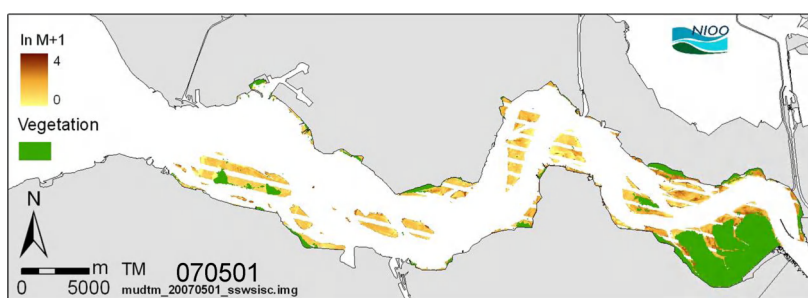 ln M+1
4
0
Vegetation
NIOO
N
0 5000 m
TM 070501
mudtm_20070501_sswsisc.img